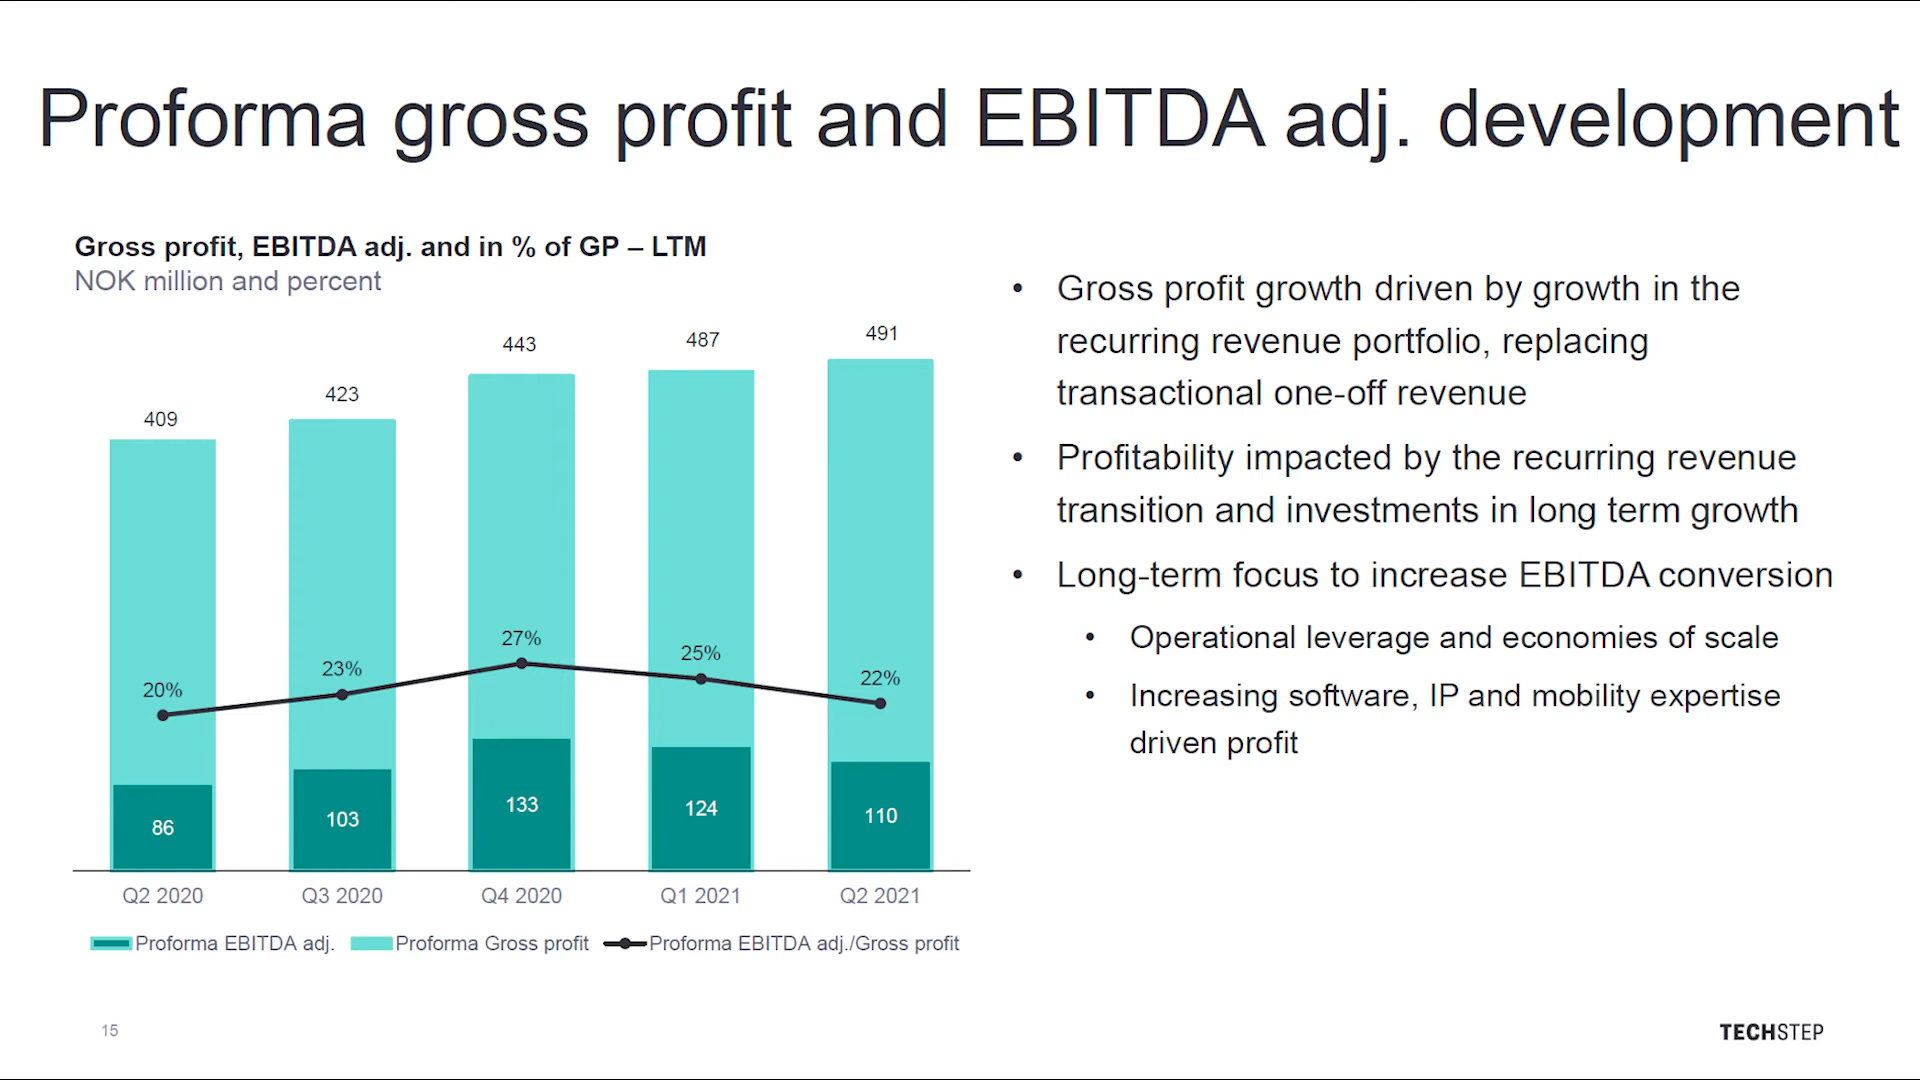 Proforma gross profit and EBITDA adj. development
Gross profit, EBITDA adj. and in % of GP – LTM
NOK million and percent
409
423
443
487
491
20%
23%
27%
25%
22%
86
103
133
124
110
Q2 2020
Q3 2020
Q4 2020
Q1 2021
Q2 2021
Proforma EBITDA adj.
Proforma Gross profit
Proforma EBITDA adj./Gross profit
• Gross profit growth driven by growth in the
recurring revenue portfolio, replacing
transactional one-off revenue
• Profitability impacted by the recurring revenue
transition and investments in long term growth
• Long-term focus to increase EBITDA conversion
• Operational leverage and economies of scale
• Increasing software, IP and mobility expertise
driven profit
15
TECHSTEP